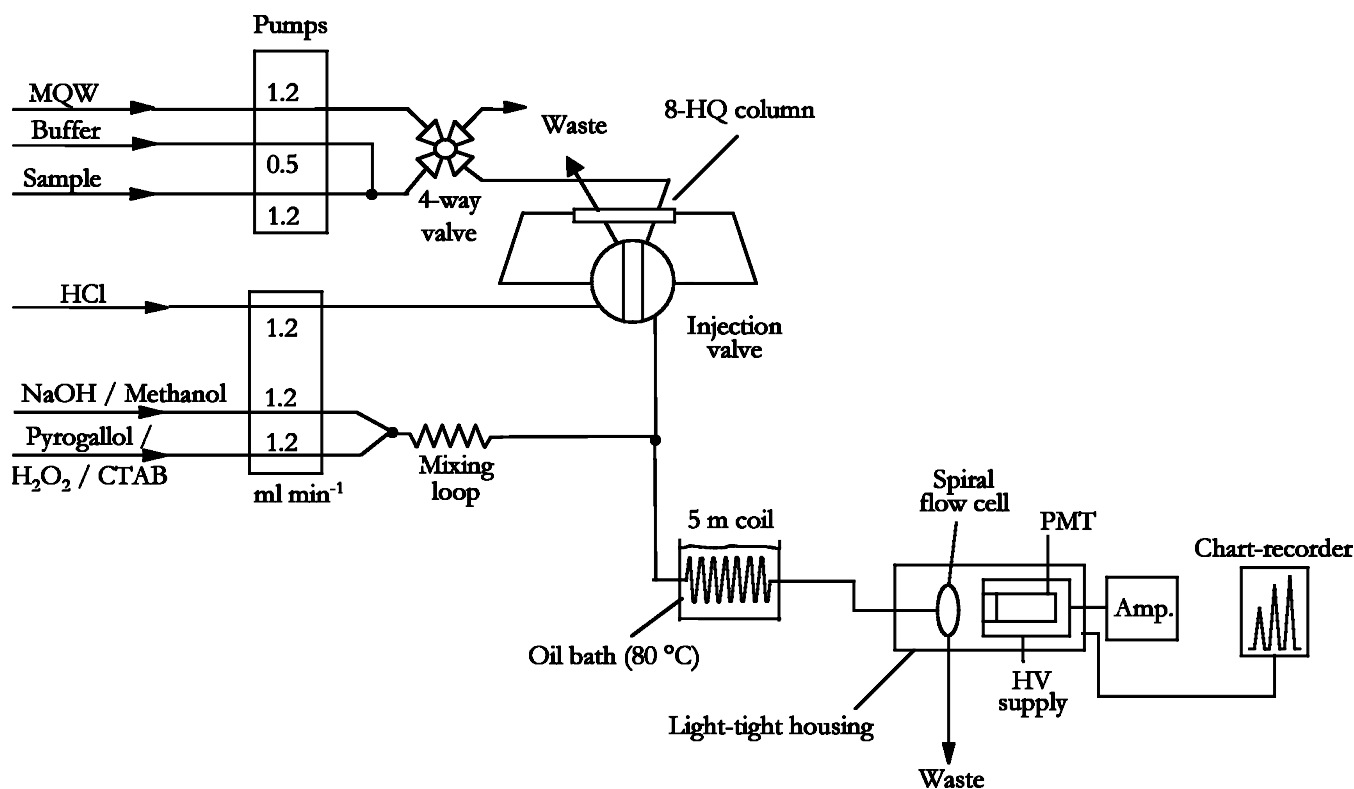 Pumps
MQW
1.2
Buffer
0.5
Sample
1.2
4-way
valve
Waste
8-HQ column
HCl
1.2
Injection
valve
NaOH / Methanol
1.2
Pyrogallol /
1.2
H₂O₂ / CTAB
ml min⁻¹
Mixing
loop
5 m coil
Oil bath (80 °C)
Spiral
flow cell
PMT
Amp.
Chart-recorder
HV
supply
Light-tight housing
Waste